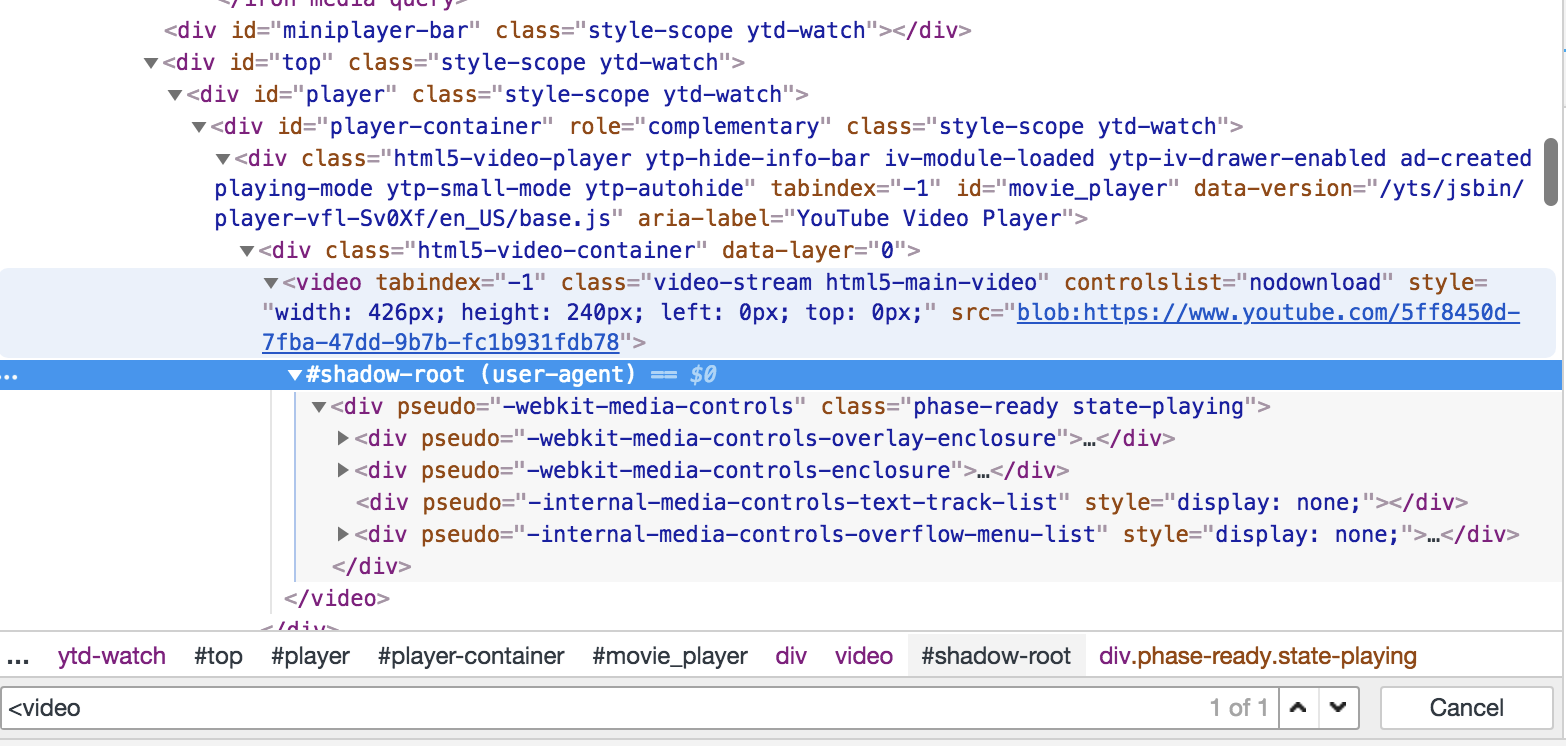 </iron-media-query>
<div id="miniplayer-bar" class="style-scope ytd-watch"></div>
▼<div id="top" class="style-scope ytd-watch">
▼<div id="player" class="style-scope ytd-watch">
▼<div id="player-container" role="complementary" class="style-scope ytd-watch">
▼<div class="html5-video-player ytp-hide-info-bar iv-module-loaded ytp-iv-drawer-enabled ad-created
playing-mode ytp-small-mode ytp-autohide" tabindex="-1" id="movie_player" data-version="/yts/jsbin/
player-vfl-Sv0Xf/en_US/base.js" aria-label="YouTube Video Player">
▼<div class="html5-video-container" data-layer="0">
▼<video tabindex="-1" class="video-stream html5-main-video" controlslist="nodownload" style=
"width: 426px; height: 240px; left: 0px; top: 0px;" src="blob:https://www.youtube.com/5ff8450d-
7fba-47dd-9b7b-fc1b931fdb78">
… ▼#shadow-root (user-agent) == $0
▼<div pseudo="-webkit-media-controls" class="phase-ready state-playing">
▶<div pseudo="-webkit-media-controls-overlay-enclosure">…</div>
▶<div pseudo="-webkit-media-controls-enclosure">…</div>
<div pseudo="-internal-media-controls-text-track-list" style="display: none;"></div>
▶<div pseudo="-internal-media-controls-overflow-menu-list" style="display: none;">…</div>
</div>
</video>
</div>
… ytd-watch #top #player #player-container #movie_player div video #shadow-root div.phase-ready.state-playing
<video 1 of 1 Cancel